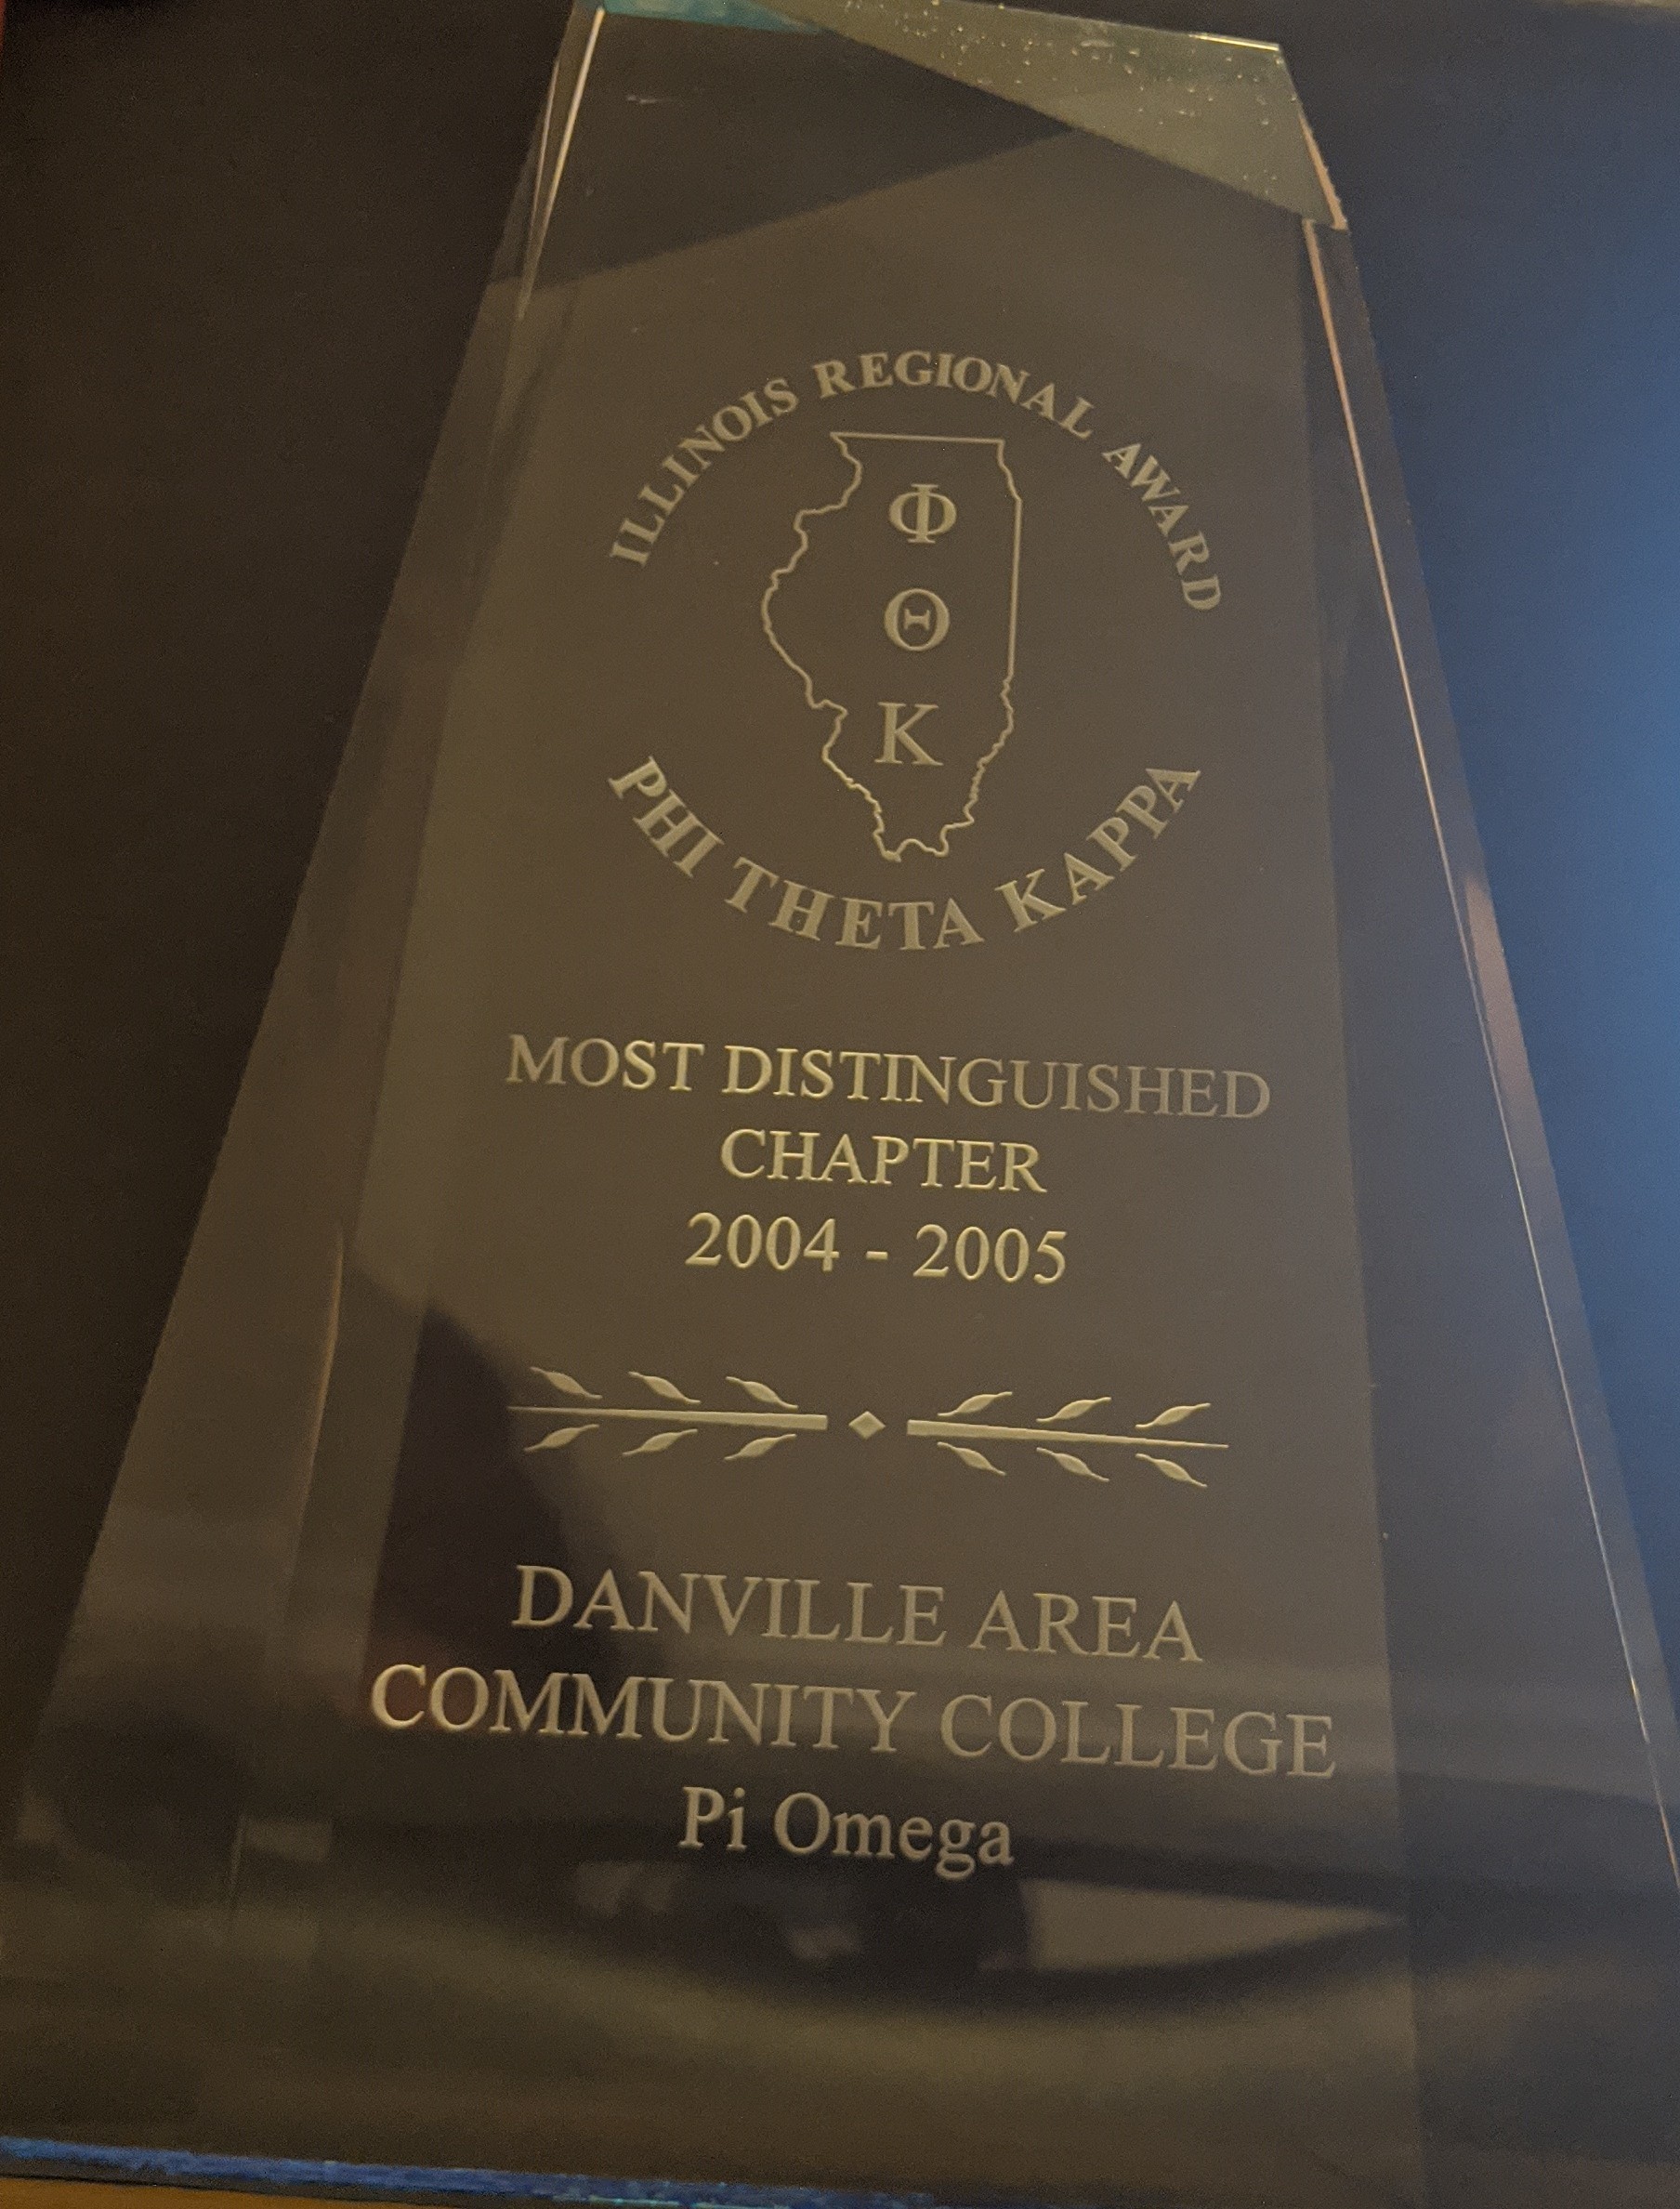 ILLINOIS REGIONAL AWARD
Φ
Θ
Κ
PHI THETA KAPPA
MOST DISTINGUISHED
CHAPTER
2004 - 2005
DANVILLE AREA
COMMUNITY COLLEGE
Pi Omega